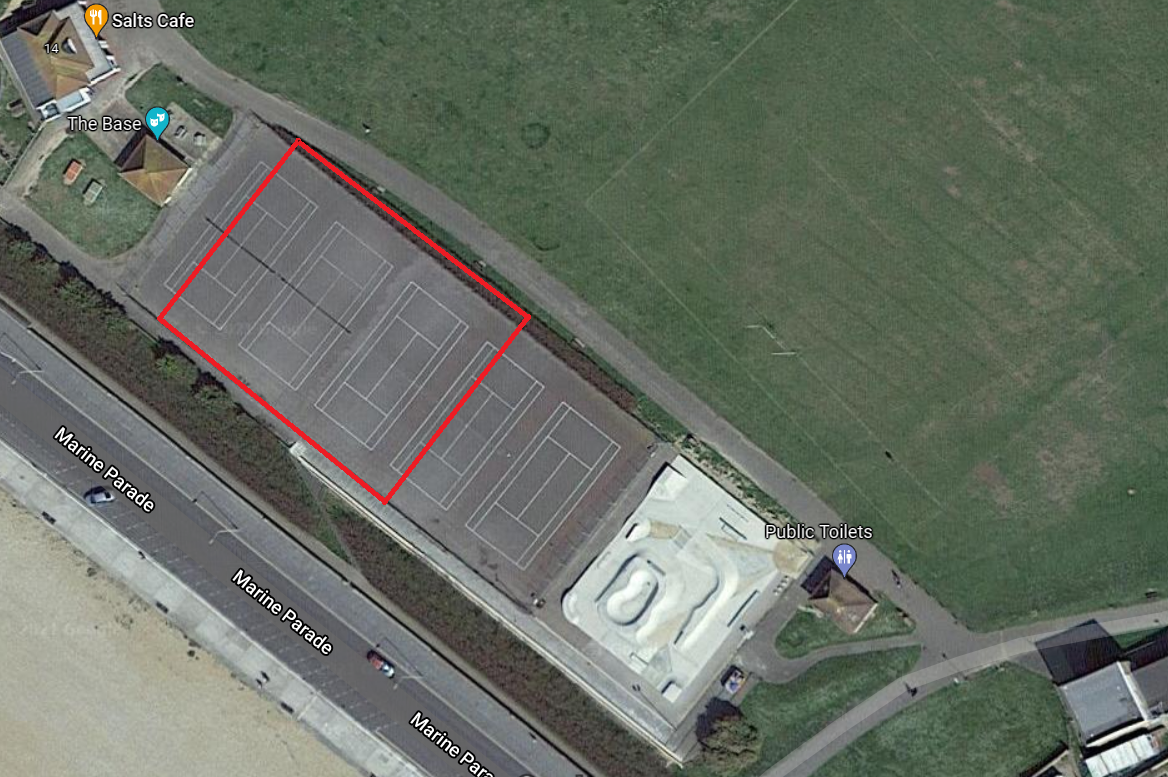 Salts Cafe
14
The Base
Marine Parade
Public Toilets
Marine Parade
Marine Para